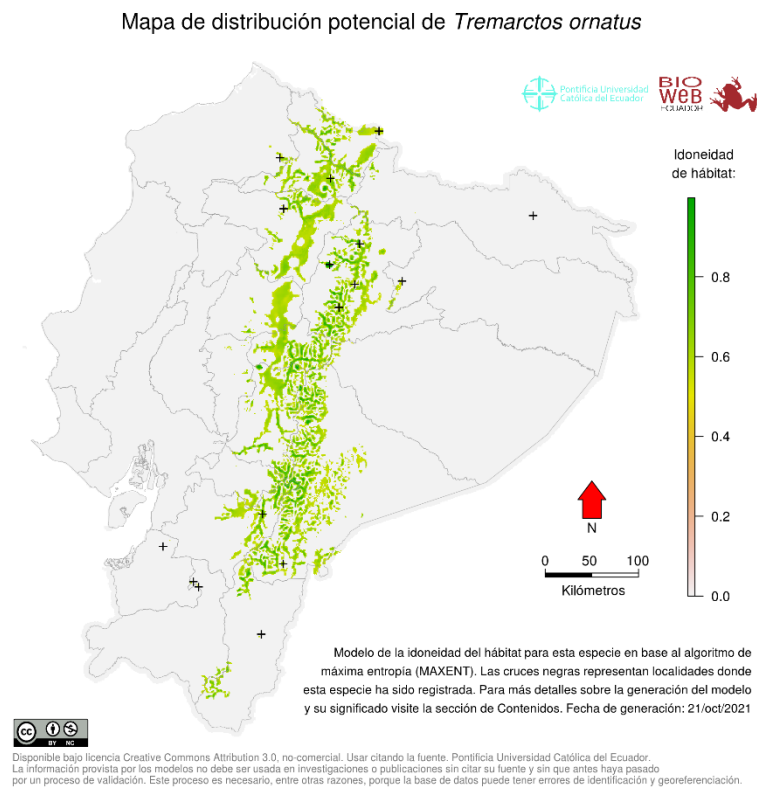 Mapa de distribución potencial de Tremarctos ornatus
Pontificia Universidad
Católica del Ecuador
BIO
WEB
ECUADOR
Idoneidad
de hábitat:
0.8
0.6
0.4
0.2
0.0
N
0 50 100
Kilómetros
Modelo de la idoneidad del hábitat para esta especie en base al algoritmo de
máxima entropía (MAXENT). Las cruces negras representan localidades donde
esta especie ha sido registrada. Para más detalles sobre la generación del modelo
y su significado visite la sección de Contenidos. Fecha de generación: 21/oct/2021
cc
BY NC
Disponible bajo licencia Creative Commons Attribution 3.0, no-comercial. Usar citando la fuente. Pontificia Universidad Católica del Ecuador.
La información provista por los modelos no debe ser usada en investigaciones o publicaciones sin citar su fuente y sin que antes haya pasado
por un proceso de validación. Este proceso es necesario, entre otras razones, porque la base de datos puede tener errores de identificación y georeferenciación.